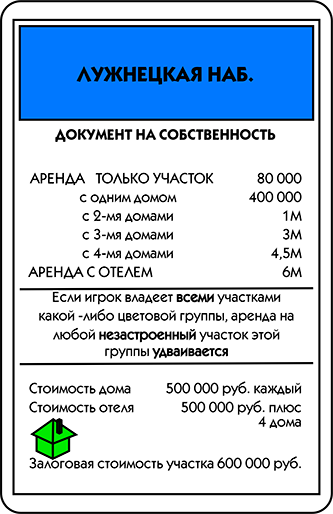 ЛУЖНЕЦКАЯ НАБ.
ДОКУМЕНТ НА СОБСТВЕННОСТЬ
АРЕНДА ТОЛЬКО УЧАСТОК 80 000
с одним домом 400 000
с 2-мя домами 1М
с 3-мя домами 3М
с 4-мя домами 4,5М
АРЕНДА С ОТЕЛЕМ 6М
Если игрок владеет всеми участками
какой -либо цветовой группы, аренда на
любой незастроенный участок этой
группы удваивается
Стоимость дома 500 000 руб. каждый
Стоимость отеля 500 000 руб. плюс
4 дома
Залоговая стоимость участка 600 000 руб.